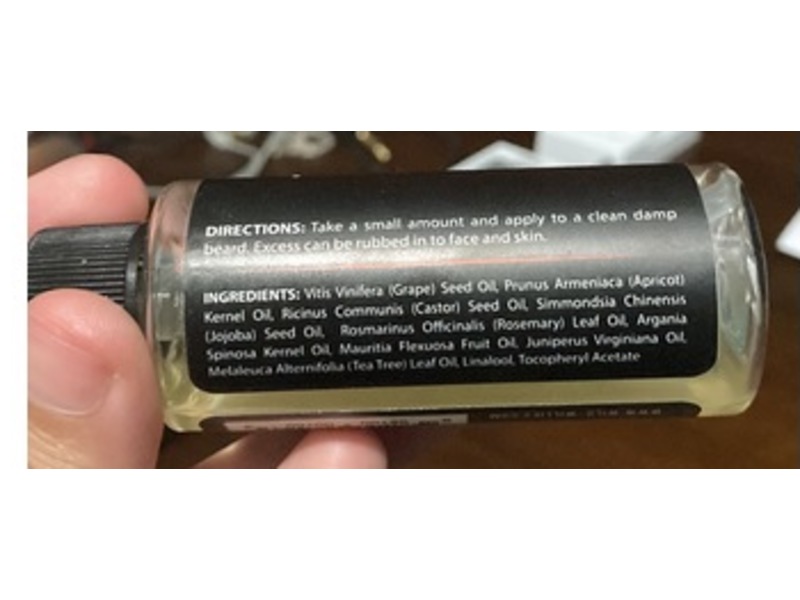 DIRECTIONS: Take a small amount and apply to a clean damp
beard. Excess can be rubbed in to face and skin.
INGREDIENTS: Vitis Vinifera (Grape) Seed Oil, Prunus Armeniaca (Apricot)
Kernel Oil, Ricinus Communis (Castor) Seed Oil, Simmondsia Chinensis
(Jojoba) Seed Oil, Rosmarinus Officinalis (Rosemary) Leaf Oil, Argania
Spinosa Kernel Oil, Mauritia Flexuosa Fruit Oil, Juniperus Virginiana Oil,
Melaleuca Alternifolia (Tea Tree) Leaf Oil, Linalool, Tocopheryl Acetate